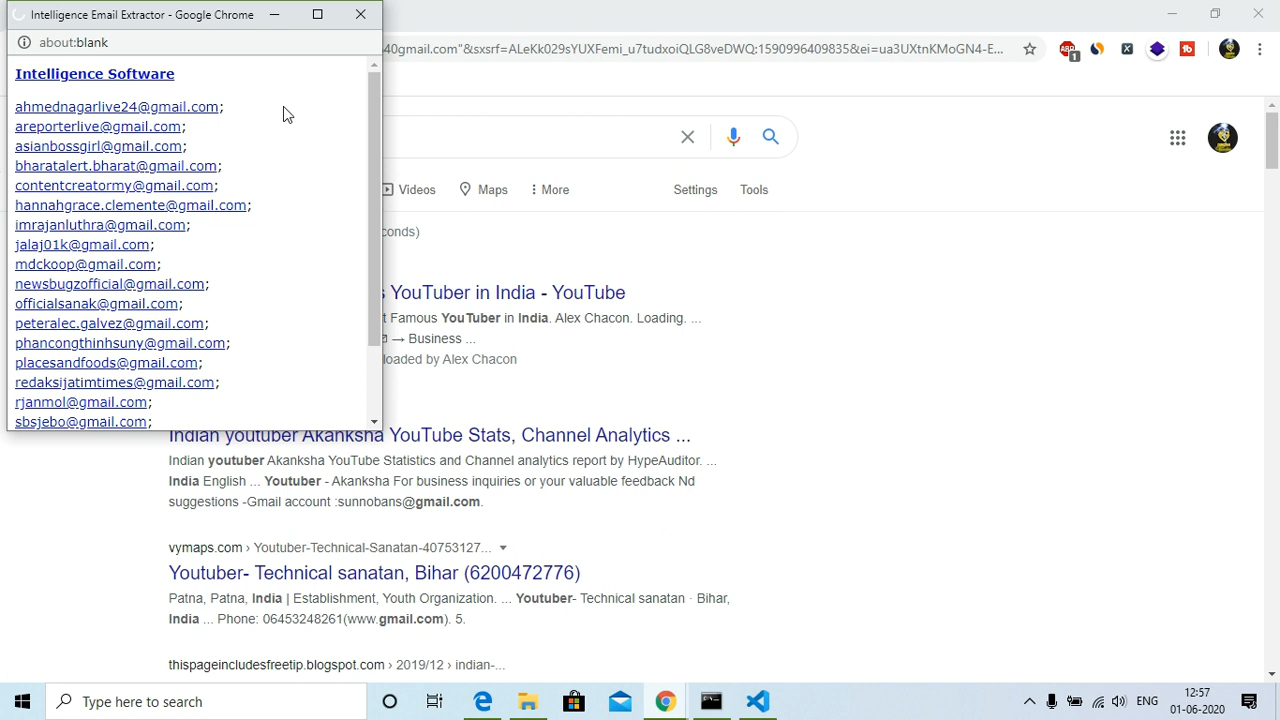 Intelligence Email Extractor - Google Chrome
about:blank
40gmail.com"&sxsrf=ALeKk029sYUXFemi_u7tudxoiQLG8veDWQ:1590996409835&ei=ua3UXtnKMoGN4-E...
1
Intelligence Software
ahmednagarlive24@gmail.com;
areporterlive@gmail.com;
asianbossgirl@gmail.com;
bharatalert.bharat@gmail.com;
contentcreatormy@gmail.com;
hannahgrace.clemente@gmail.com;
imrajanluthra@gmail.com;
jalaj01k@gmail.com;
mdckoop@gmail.com;
newsbugzofficial@gmail.com;
officialsanak@gmail.com;
peteralec.galvez@gmail.com;
phancongthinhsuny@gmail.com;
placesandfoods@gmail.com;
redaksijatimtimes@gmail.com;
rjanmol@gmail.com;
sbsjebo@gmail.com;
Videos Maps More Settings Tools
conds)
s YouTuber in India - YouTube
t Famous YouTuber in India. Alex Chacon. Loading. ...
→ Business ...
loaded by Alex Chacon
Indian youtuber Akanksha YouTube Stats, Channel Analytics ...
Indian youtuber Akanksha YouTube Statistics and Channel analytics report by HypeAuditor. ...
India English ... Youtuber - Akanksha For business inquiries or your valuable feedback Nd
suggestions -Gmail account :sunnobans@gmail.com.
vymaps.com › Youtuber-Technical-Sanatan-40753127...
Youtuber- Technical sanatan, Bihar (6200472776)
Patna, Patna, India | Establishment, Youth Organization. ... Youtuber- Technical sanatan · Bihar,
India ... Phone: 06453248261(www.gmail.com). 5.
thispageincludesfreetip.blogspot.com › 2019/12 › indian-...
Type here to search
ENG
12:57
01-06-2020